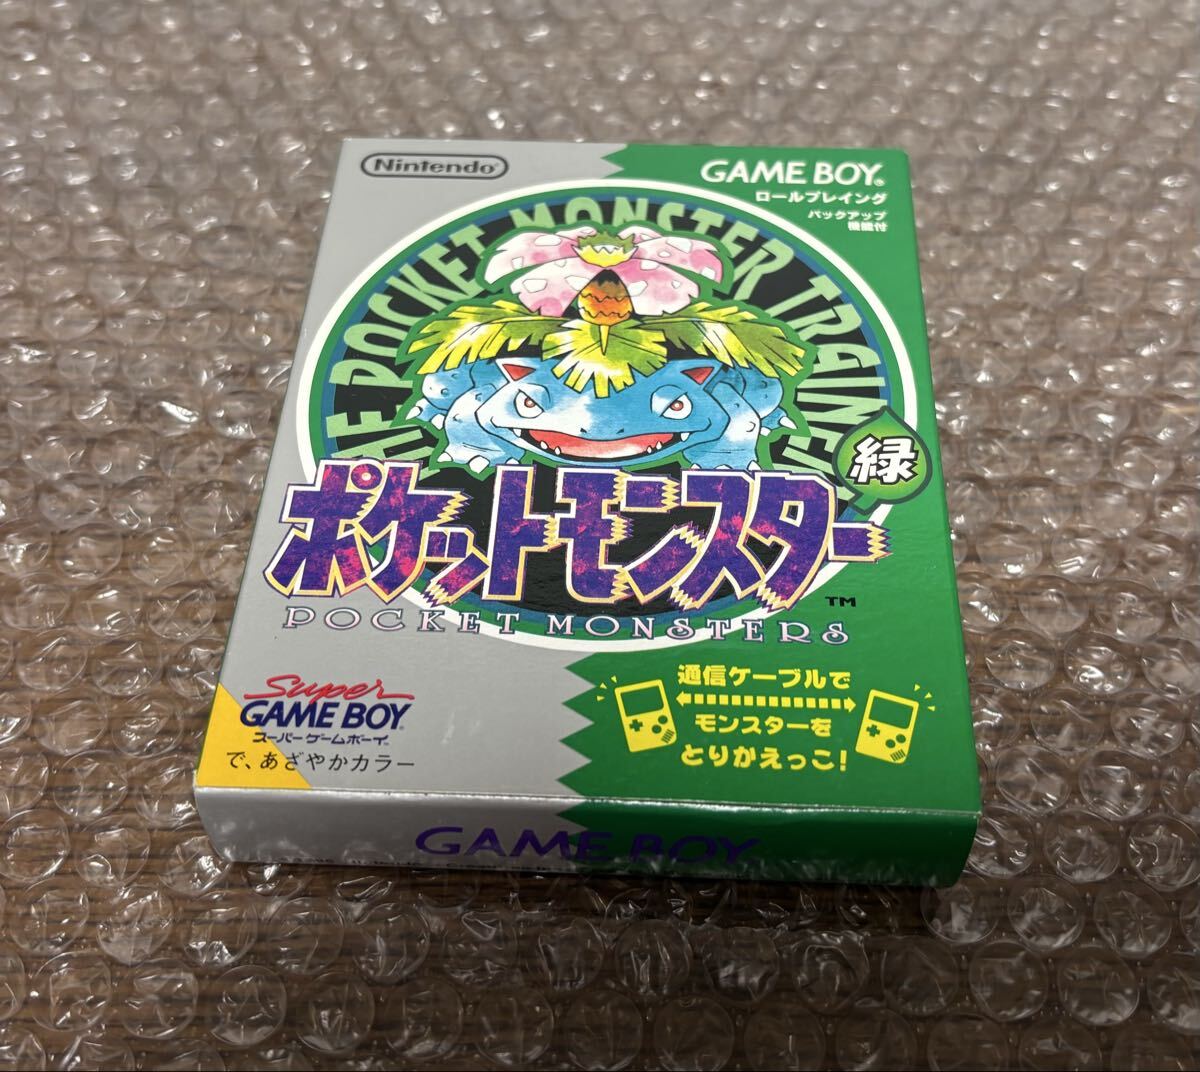 Nintendo®
GAME BOY®
ロールプレイング
バックアップ
機能付
POCKET MONSTER TRAINER
緑
ポケットモンスター
TM
POCKET MONSTERS
Super
GAME BOY
スーパーゲームボーイ
で、あざやかカラー
通信ケーブルで
モンスターを
とりかえっこ!
GAME BOY